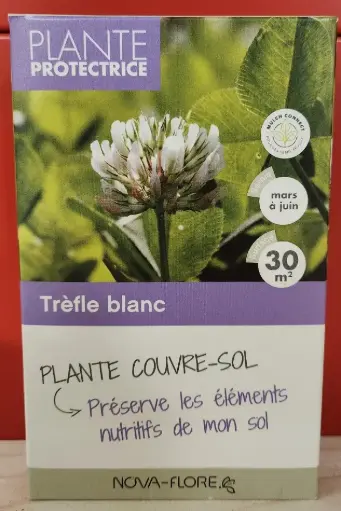 PLANTE
PROTECTRICE
mars
à juin
30
m²
Trèfle blanc
PLANTE COUVRE-SOL
Préserve les éléments
nutritifs de mon sol
NOVA-FLORE